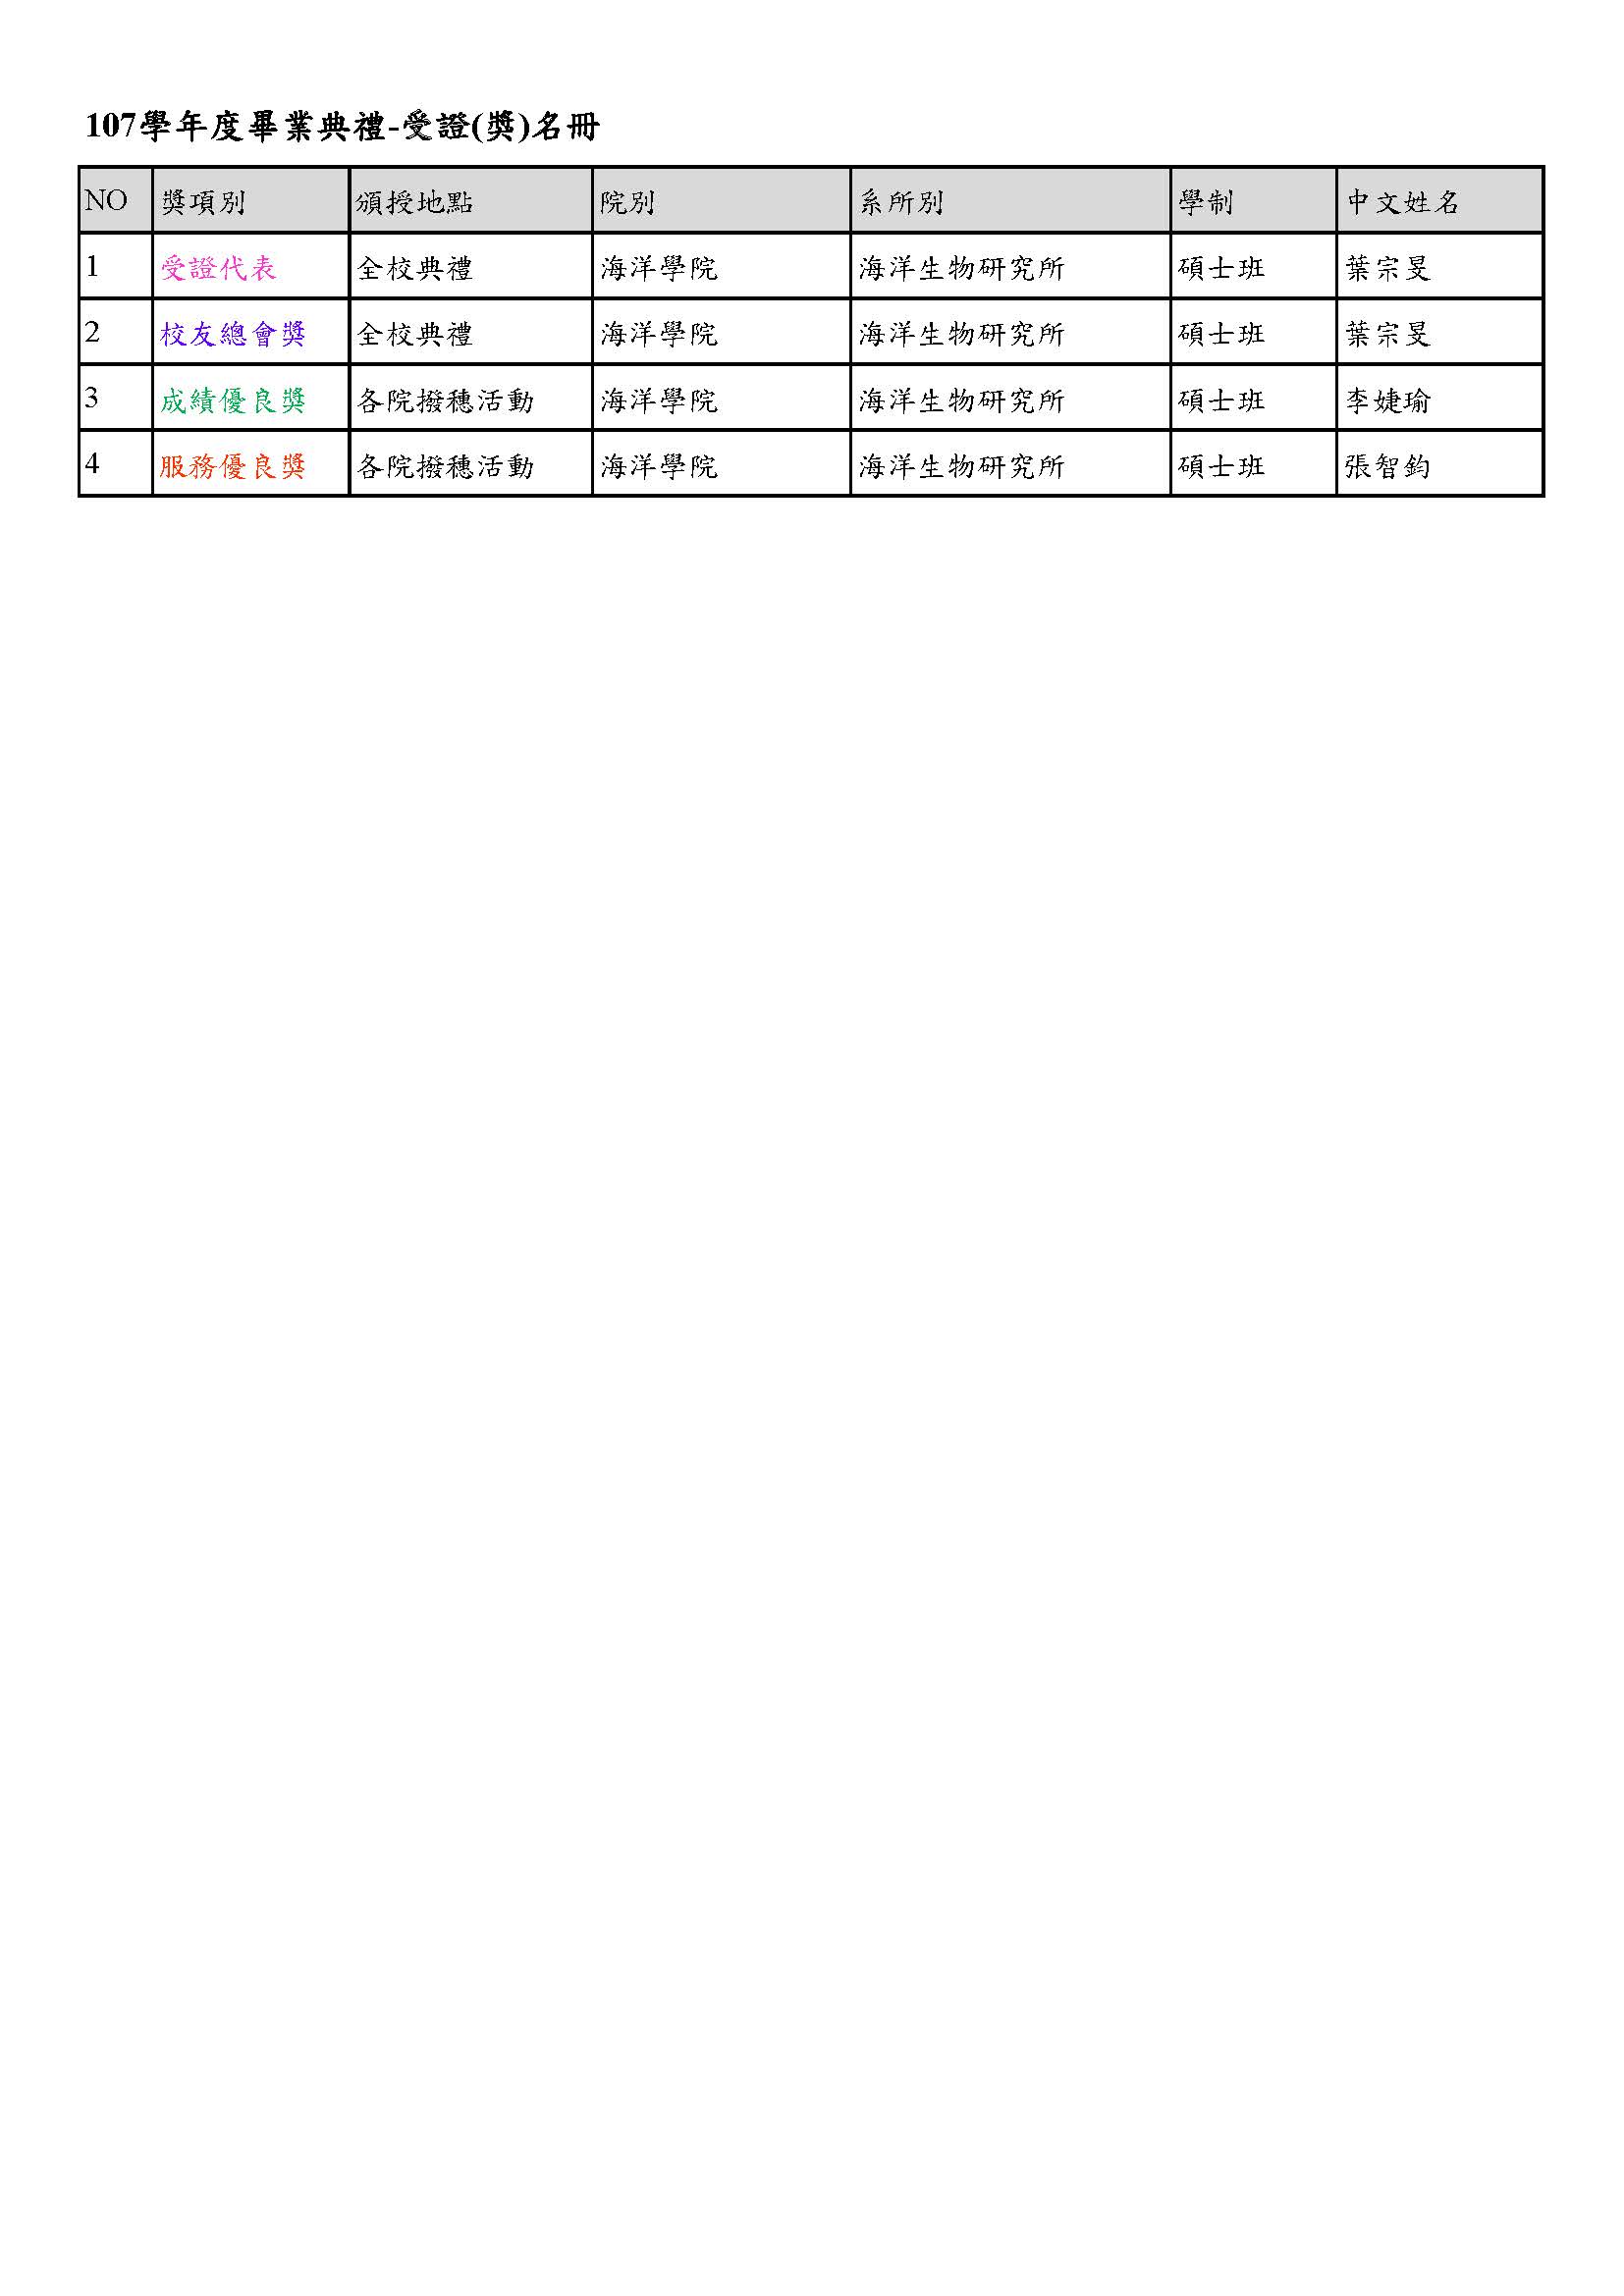 107學年度畢業典禮-受證(獎)名冊
NO 獎項別 頒授地點 院別 系所別 學制 中文姓名
1 受證代表 全校典禮 海洋學院 海洋生物研究所 碩士班 葉宗旻
2 校友總會獎 全校典禮 海洋學院 海洋生物研究所 碩士班 葉宗旻
3 成績優良獎 各院撥穗活動 海洋學院 海洋生物研究所 碩士班 李婕瑜
4 服務優良獎 各院撥穗活動 海洋學院 海洋生物研究所 碩士班 張智鈞